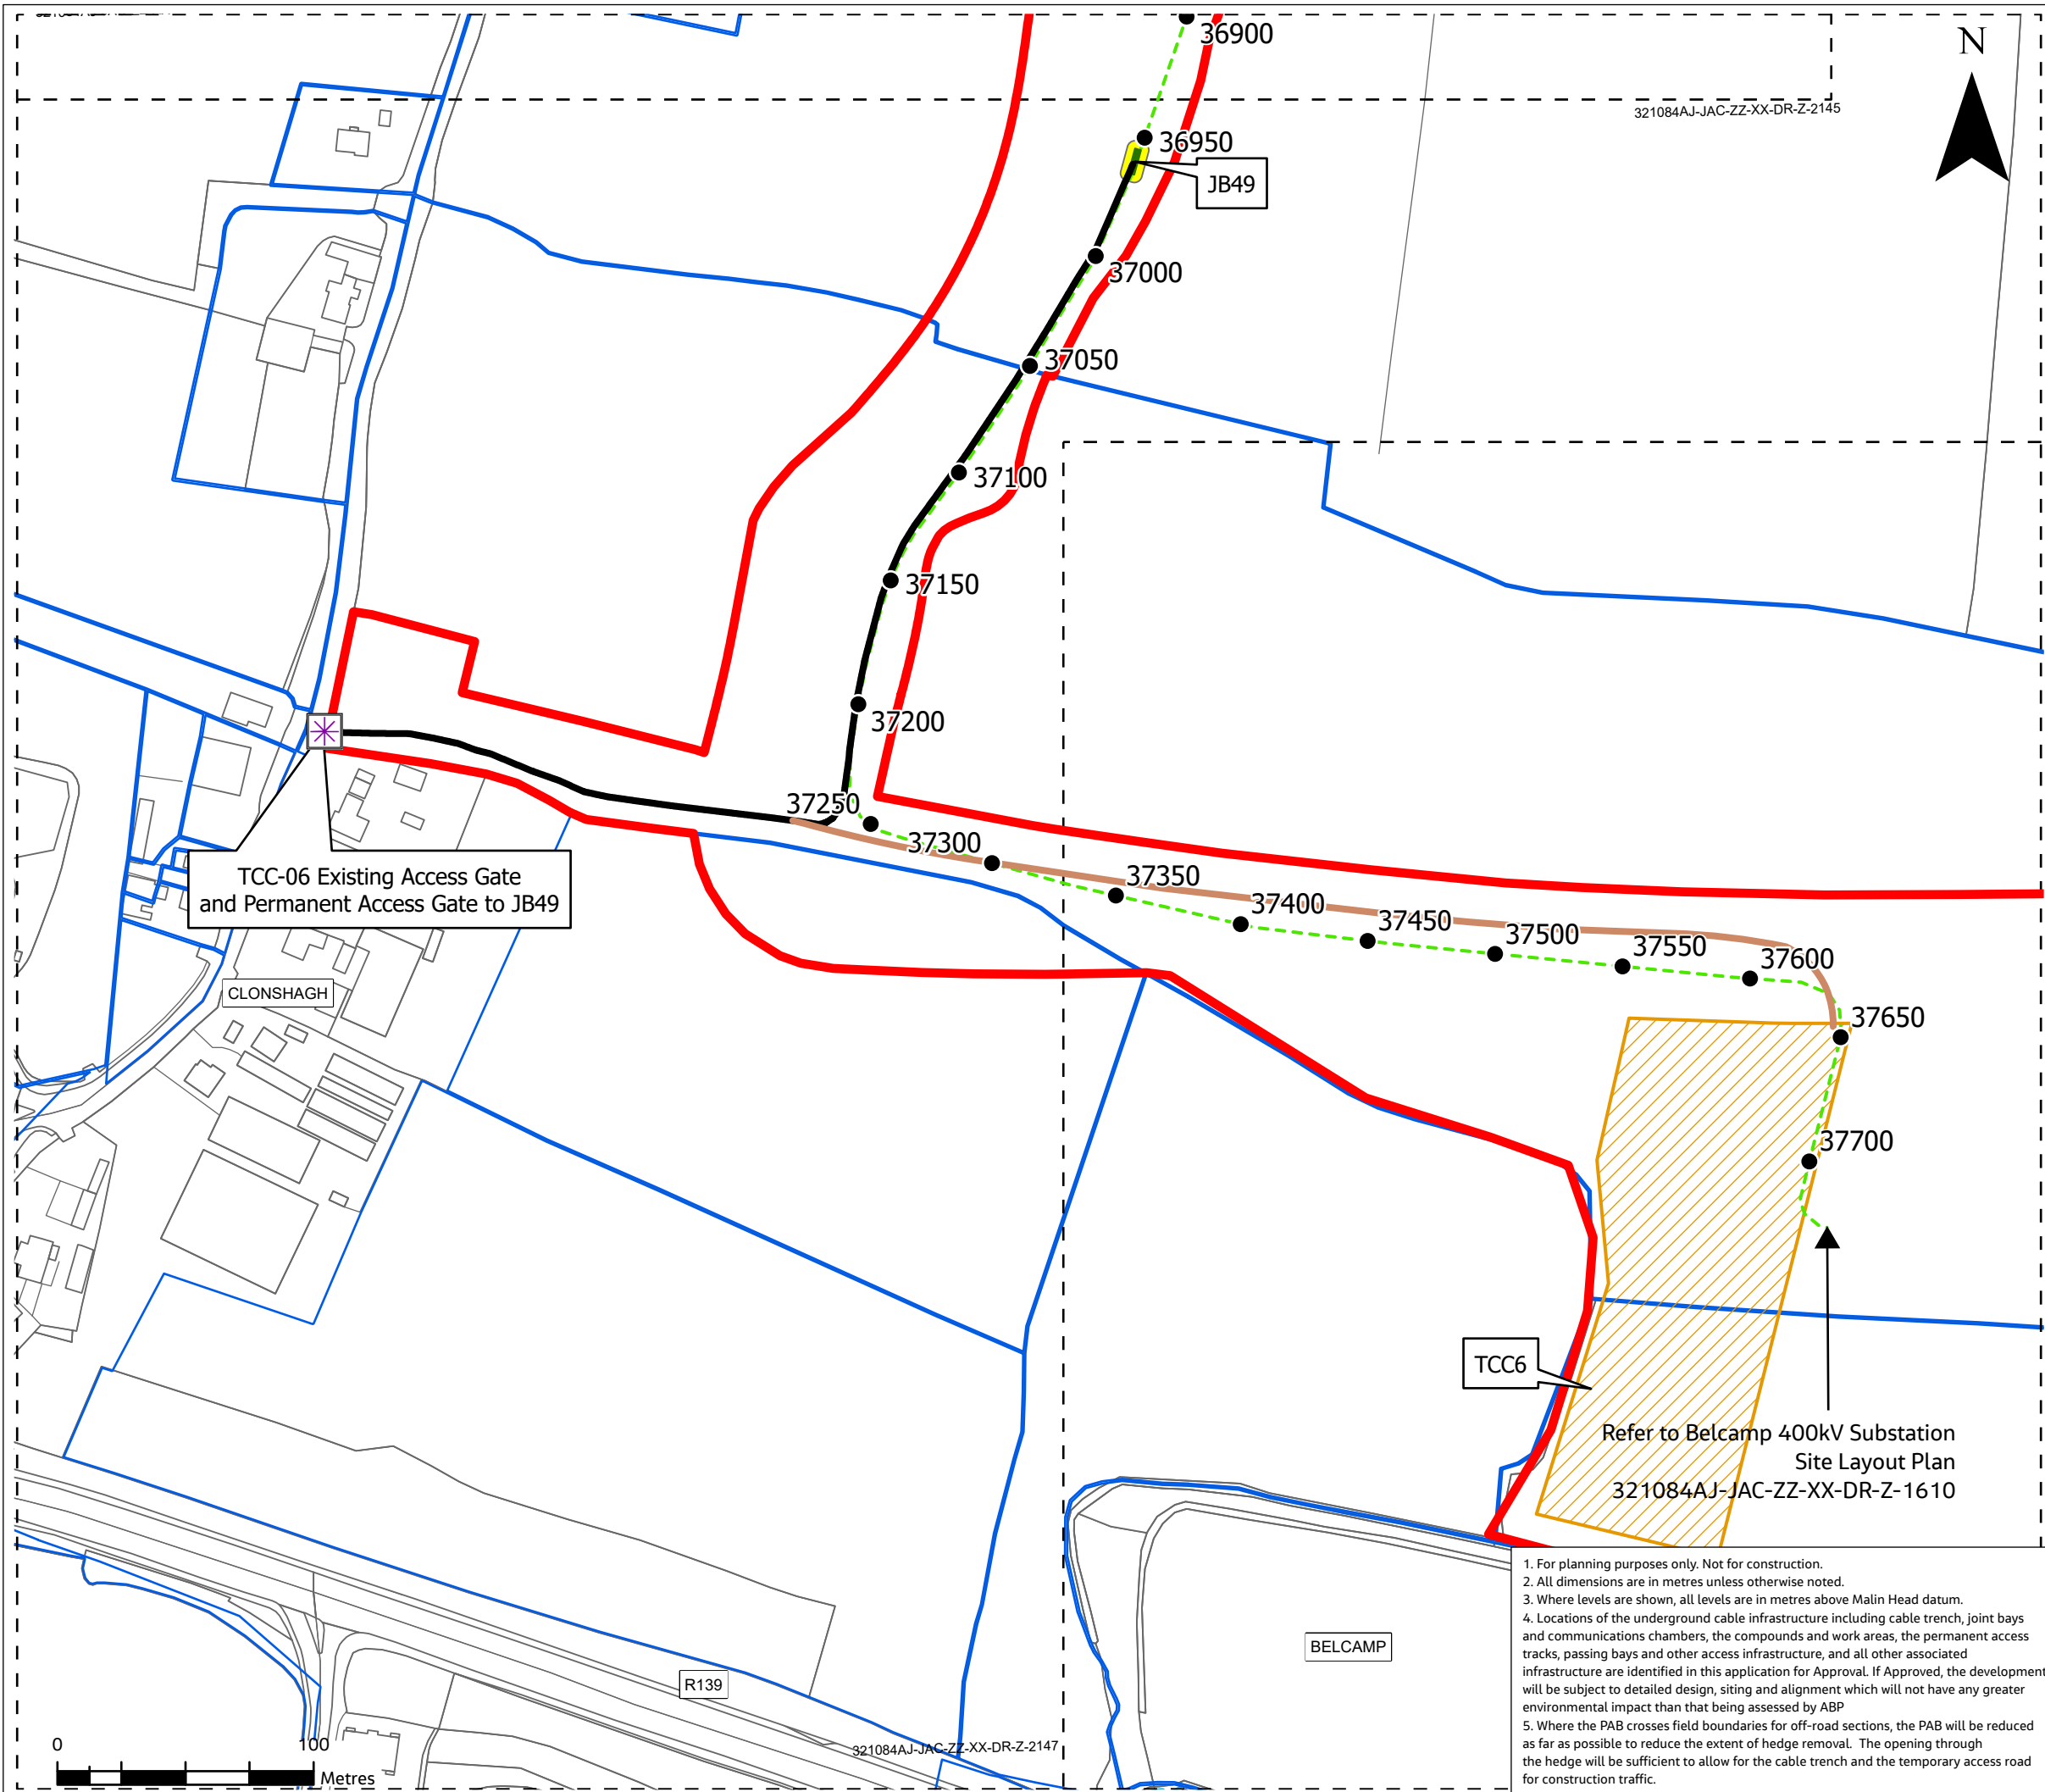 36900
N
321084AJ-JAC-ZZ-XX-DR-Z-2145
36950
JB49
37000
37050
37100
37150
37200
37250
37300
37350
37400
37450
37500
37550
37600
37650
37700
TCC-06 Existing Access Gate
and Permanent Access Gate to JB49
CLONSHAGH
TCC6
Refer to Belcamp 400kV Substation
Site Layout Plan
321084AJ-JAC-ZZ-XX-DR-Z-1610
BELCAMP
R139
321084AJ-JAC-ZZ-XX-DR-Z-2147
0 100
Metres
1. For planning purposes only. Not for construction.
2. All dimensions are in metres unless otherwise noted.
3. Where levels are shown, all levels are in metres above Malin Head datum.
4. Locations of the underground cable infrastructure including cable trench, joint bays
and communications chambers, the compounds and work areas, the permanent access
tracks, passing bays and other access infrastructure, and all other associated
infrastructure are identified in this application for Approval. If Approved, the development
will be subject to detailed design, siting and alignment which will not have any greater
environmental impact than that being assessed by ABP
5. Where the PAB crosses field boundaries for off-road sections, the PAB will be reduced
as far as possible to reduce the extent of hedge removal. The opening through
the hedge will be sufficient to allow for the cable trench and the temporary access road
for construction traffic.